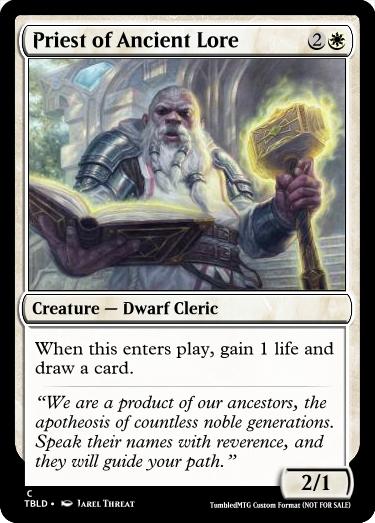 Priest of Ancient Lore 2
Creature — Dwarf Cleric
When this enters play, gain 1 life and
draw a card.
“We are a product of our ancestors, the
apotheosis of countless noble generations.
Speak their names with reverence, and
they will guide your path.”
2/1
C
TBLD • Jarel Threat
TumbledMTG Custom Format (NOT FOR SALE)